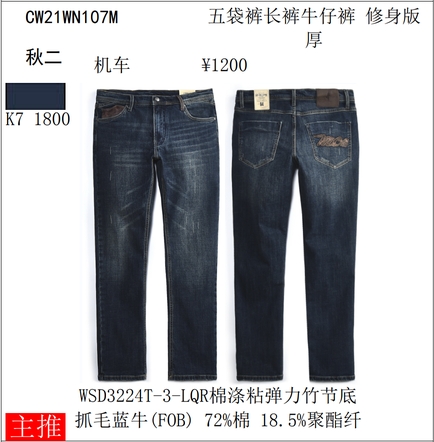 CW21WN107M
五袋裤长裤牛仔裤 修身版
厚
秋二
机车
¥1200
K7 1800
WSD3224T-3-LQR棉涤粘弹力竹节底
抓毛蓝牛(FOB) 72%棉 18.5%聚酯纤
主推